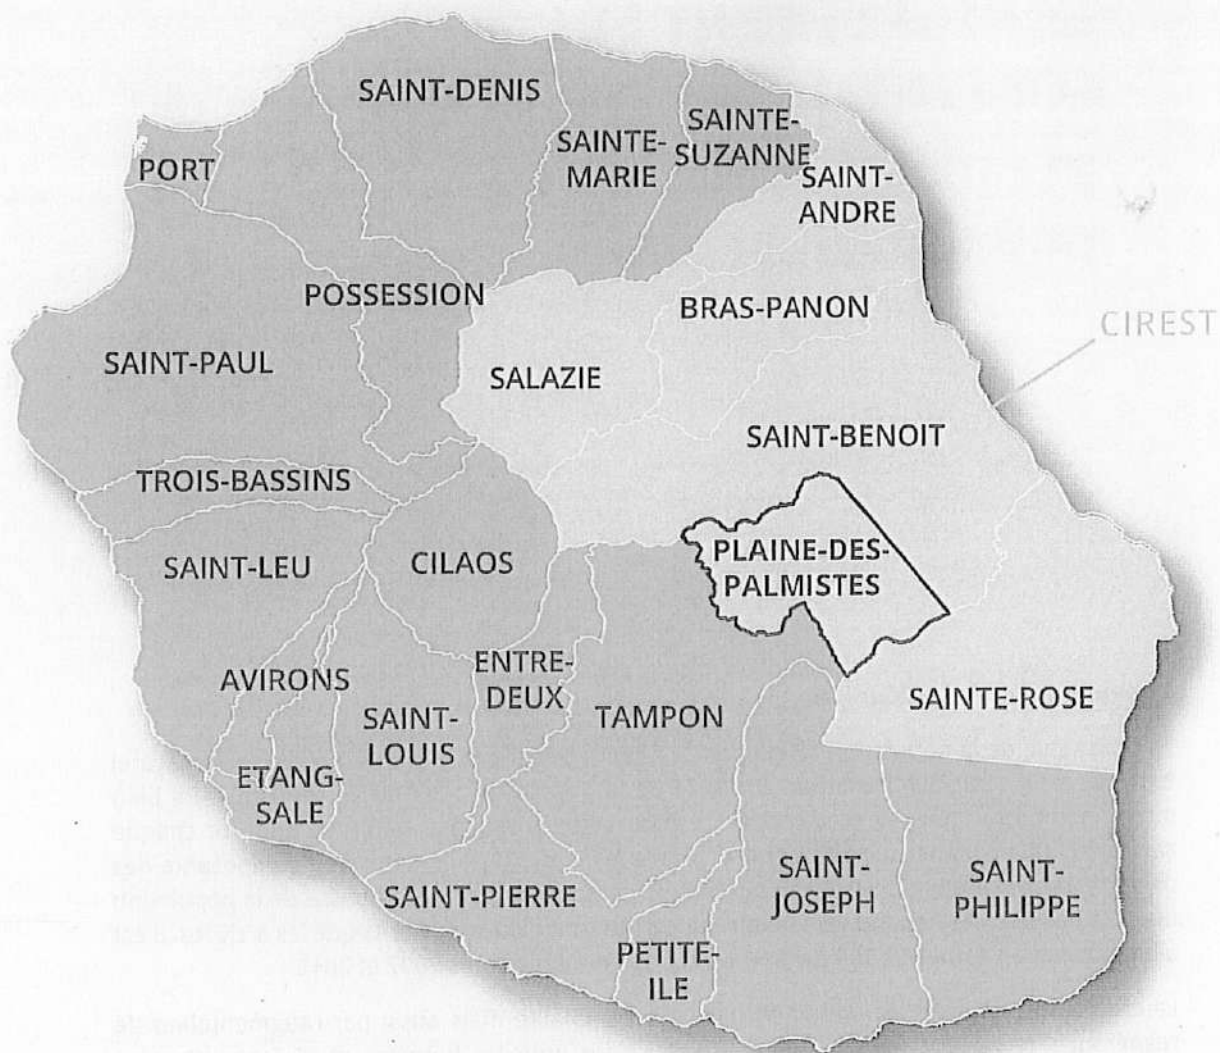 SAINT-DENIS
SAINTE-
MARIE
SAINTE-
SUZANNE
PORT
SAINT-
ANDRE
POSSESSION
BRAS-PANON
CIREST
SAINT-PAUL
SALAZIE
SAINT-BENOIT
TROIS-BASSINS
SAINT-LEU
CILAOS
PLAINE-DES-
PALMISTES
AVIRONS
ENTRE-
DEUX
SAINT-
LOUIS
TAMPON
SAINTE-ROSE
ETANG-
SALE
SAINT-PIERRE
SAINT-
JOSEPH
SAINT-
PHILIPPE
PETITE-
ILE